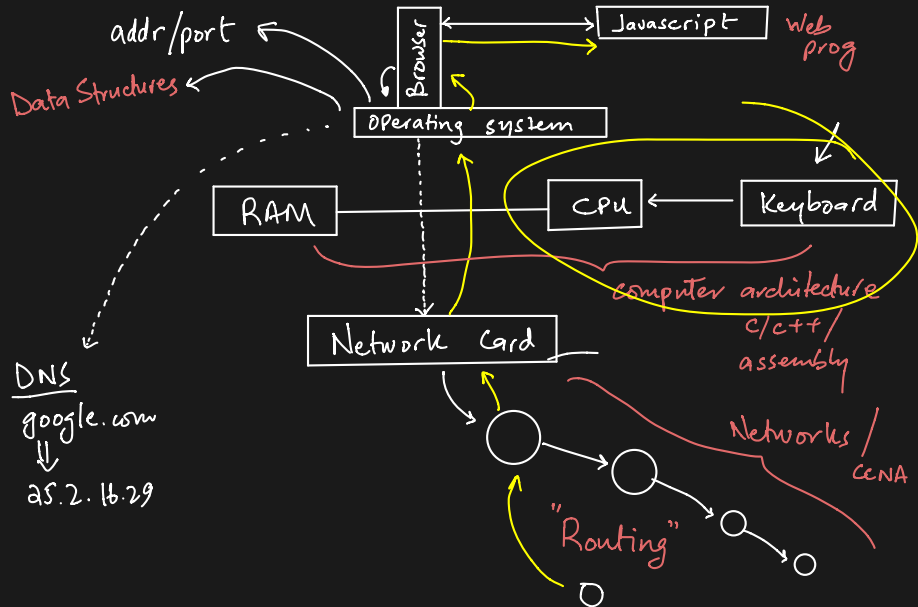 addr/port
Browser
Javascript
Web
prog
Data Structures
Operating system
RAM
CPU
Keyboard
computer architecture
C/C++/
assembly
Network Card
DNS
google.com
25.2.16.29
Networks /
CCNA
"Routing"